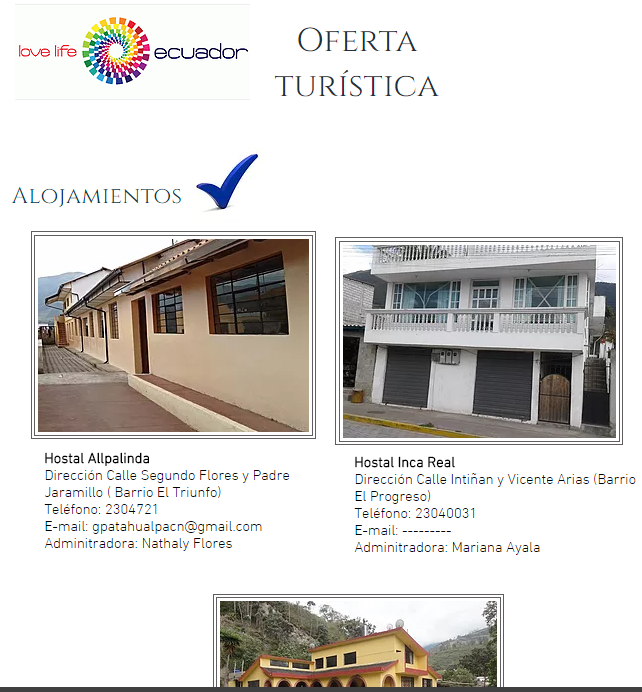 love life ecuador
Oferta
turística
Alojamientos
Hostal Allpalinda
Dirección Calle Segundo Flores y Padre
Jaramillo ( Barrio El Triunfo)
Teléfono: 2304721
E-mail: gpatahualpacn@gmail.com
Adminitradora: Nathaly Flores
Hostal Inca Real
Dirección Calle Intiñan y Vicente Arias (Barrio
El Progreso)
Teléfono: 23040031
E-mail: ---------
Adminitradora: Mariana Ayala